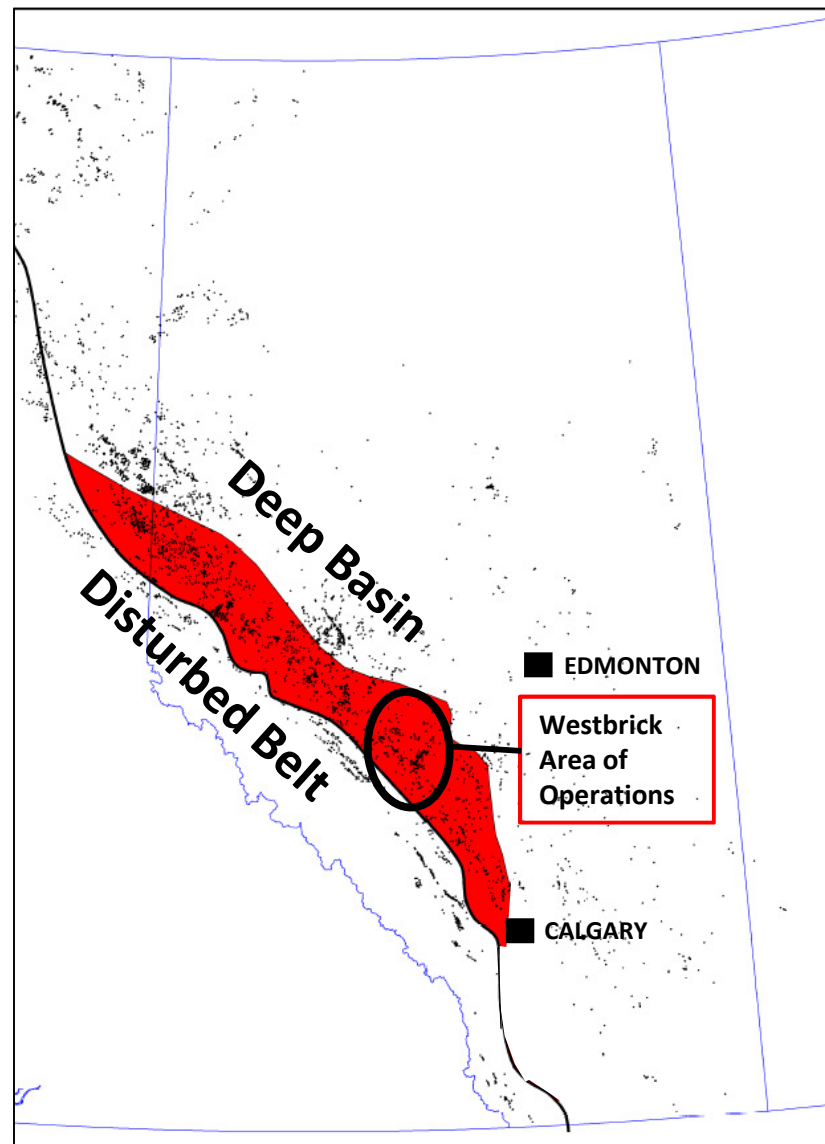 Deep Basin
Disturbed Belt
EDMONTON
Westbrick
Area of
Operations
CALGARY